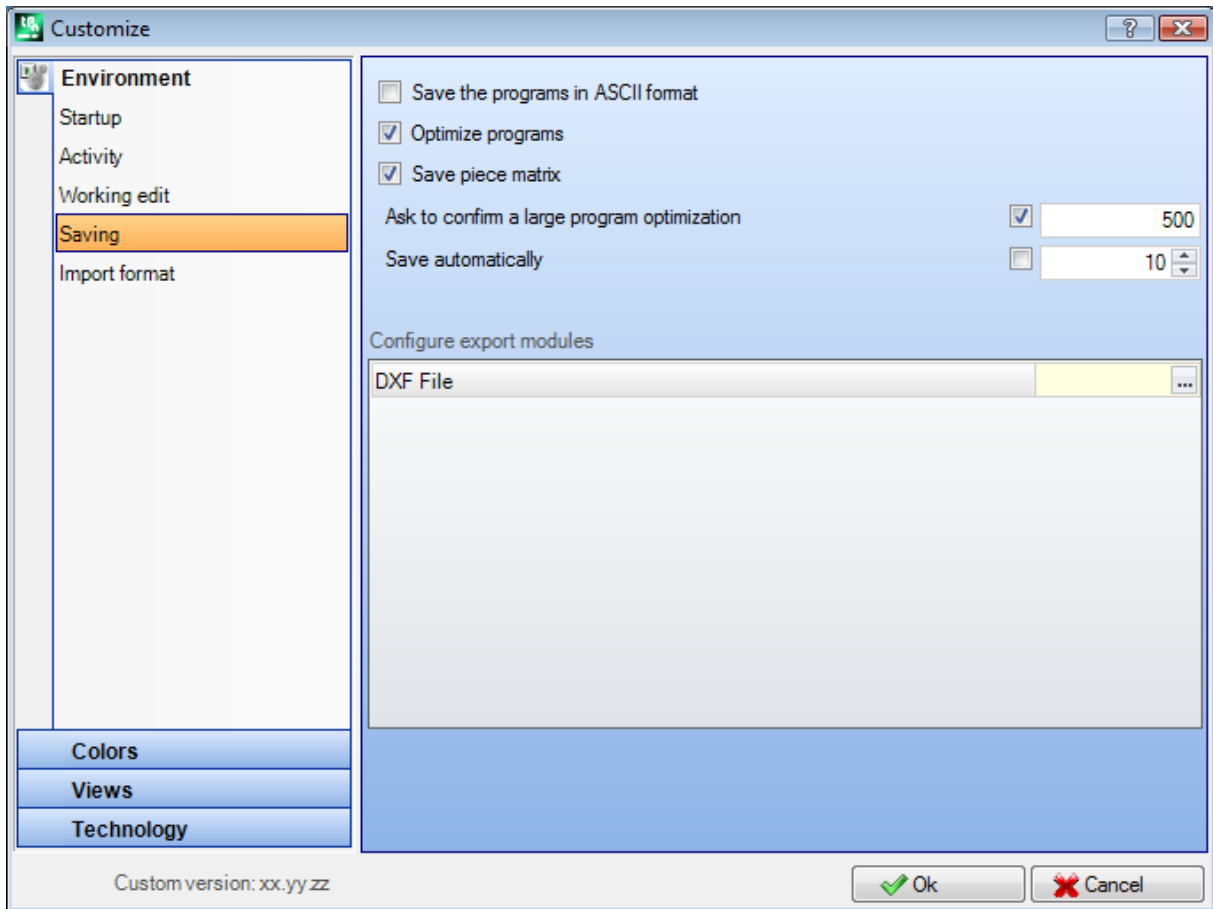 Customize
Environment
Startup
Activity
Working edit
Saving
Import format
Colors
Views
Technology
Save the programs in ASCII format
Optimize programs
Save piece matrix
Ask to confirm a large program optimization 500
Save automatically 10
Configure export modules
DXF File ...
Custom version: xx.yy.zz
Ok
Cancel